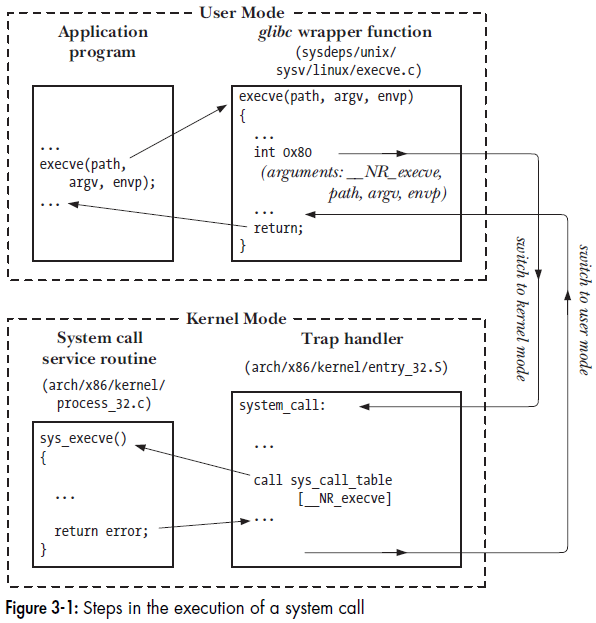 User Mode
Application
program
...
execve(path,
argv, envp);
...
glibc wrapper function
(sysdeps/unix/
sysv/linux/execve.c)
execve(path, argv, envp)
{
...
int 0x80
(arguments: __NR_execve,
path, argv, envp)
...
return;
}
switch to kernel mode
switch to user mode
Kernel Mode
System call
service routine
(arch/x86/kernel/
process_32.c)
sys_execve()
{
...
return error;
}
Trap handler
(arch/x86/kernel/entry_32.S)
system_call:
...
call sys_call_table
[__NR_execve]
...
Figure 3-1: Steps in the execution of a system call